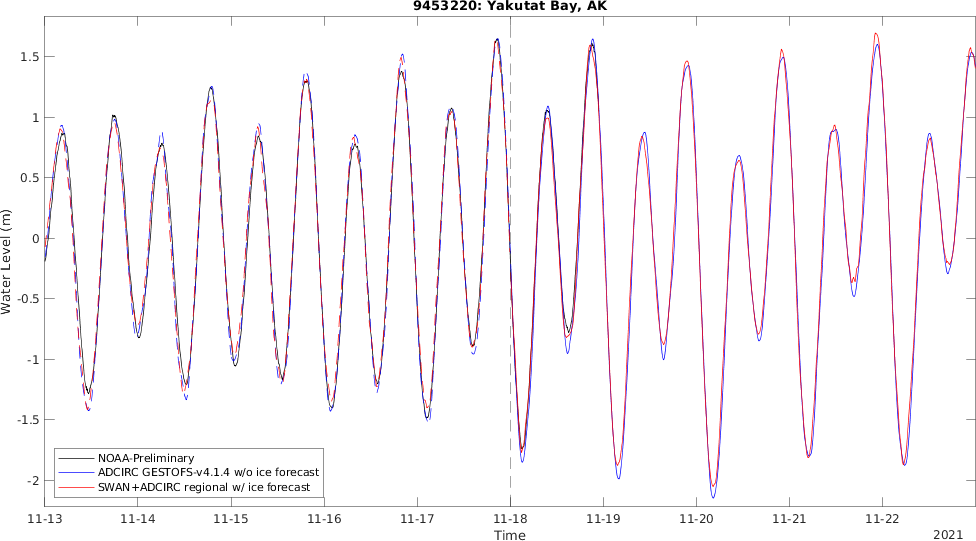 9453220: Yakutat Bay, AK
Water Level (m)
1.5
1
0.5
0
-0.5
-1
-1.5
-2
NOAA-Preliminary
ADCIRC GESTOFS-v4.1.4 w/o ice forecast
SWAN+ADCIRC regional w/ ice forecast
11-13 11-14 11-15 11-16 11-17 11-18 11-19 11-20 11-21 11-22
Time
2021